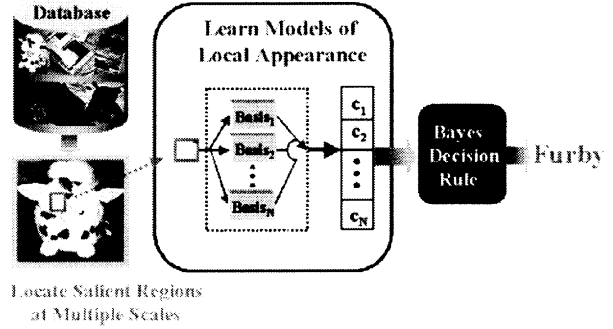 Database
Learn Models of
Local Appearance
Basis1
Basis2
BasisN
c1
c2
cN
Bayes
Decision
Rule
Furby
Locate Salient Regions
at Multiple Scales